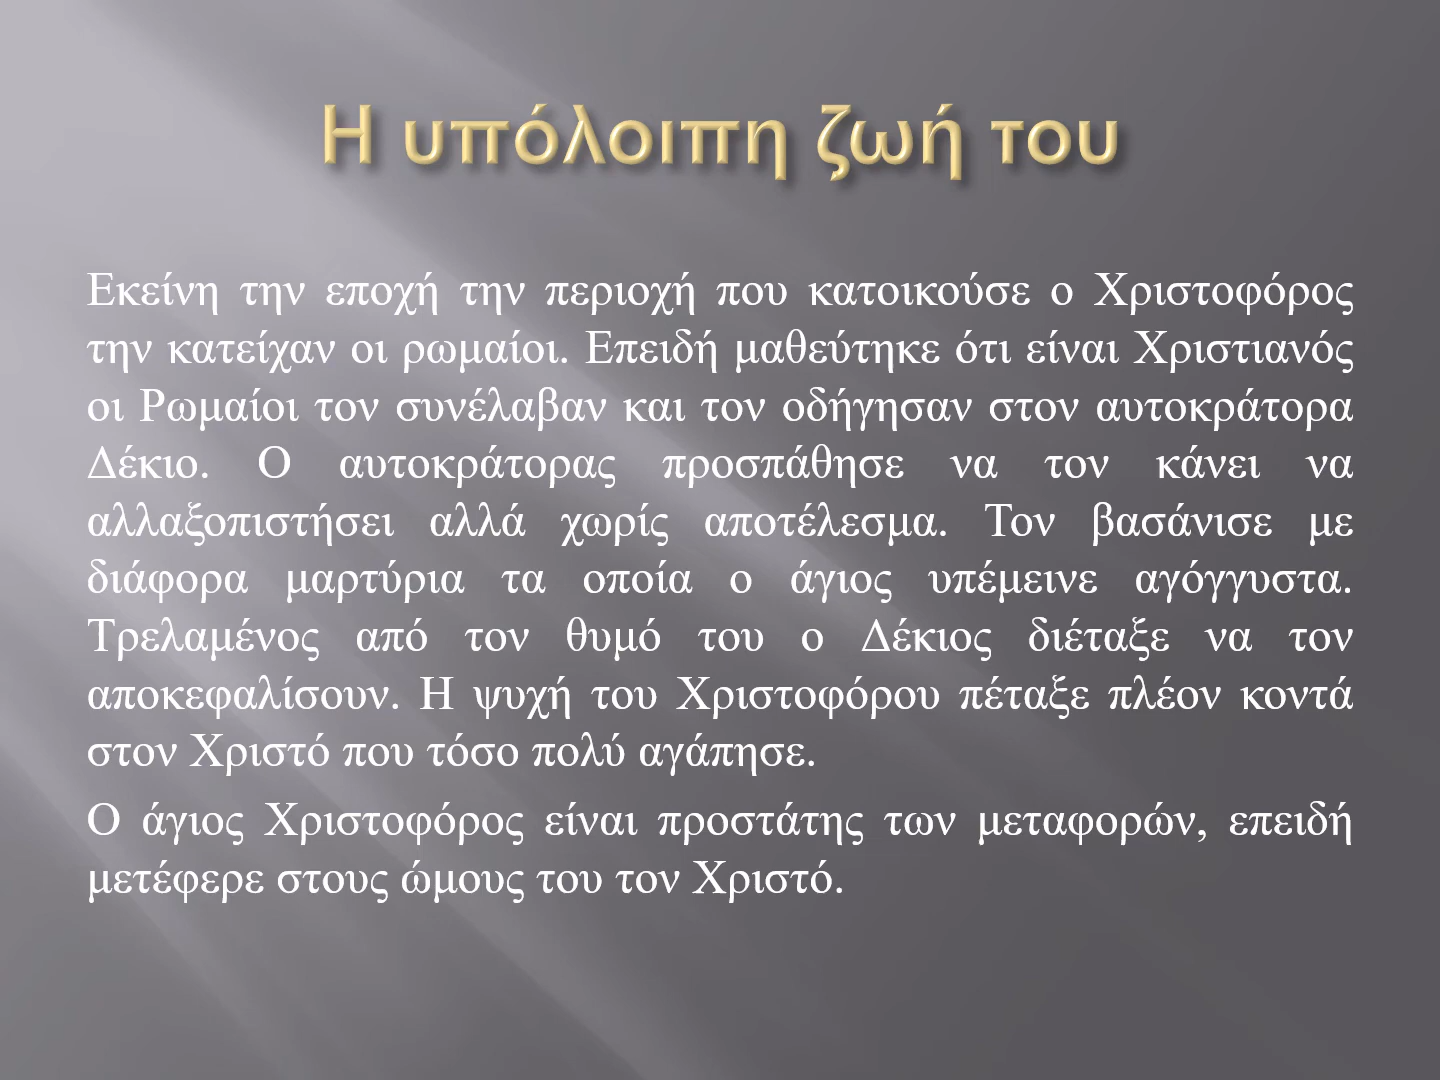 Η υπόλοιπη ζωή του
Εκείνη την εποχή την περιοχή που κατοικούσε ο Χριστοφόρος
την κατείχαν οι ρωμαίοι. Επειδή μαθεύτηκε ότι είναι Χριστιανός
οι Ρωμαίοι τον συνέλαβαν και τον οδήγησαν στον αυτοκράτορα
Δέκιο. Ο αυτοκράτορας προσπάθησε να τον κάνει να
αλλαξοπιστήσει αλλά χωρίς αποτέλεσμα. Τον βασάνισε με
διάφορα μαρτύρια τα οποία ο άγιος υπέμεινε αγόγγυστα.
Τρελαμένος από τον θυμό του ο Δέκιος διέταξε να τον
αποκεφαλίσουν. Η ψυχή του Χριστοφόρου πέταξε πλέον κοντά
στον Χριστό που τόσο πολύ αγάπησε.
Ο άγιος Χριστοφόρος είναι προστάτης των μεταφορών, επειδή
μετέφερε στους ώμους του τον Χριστό.